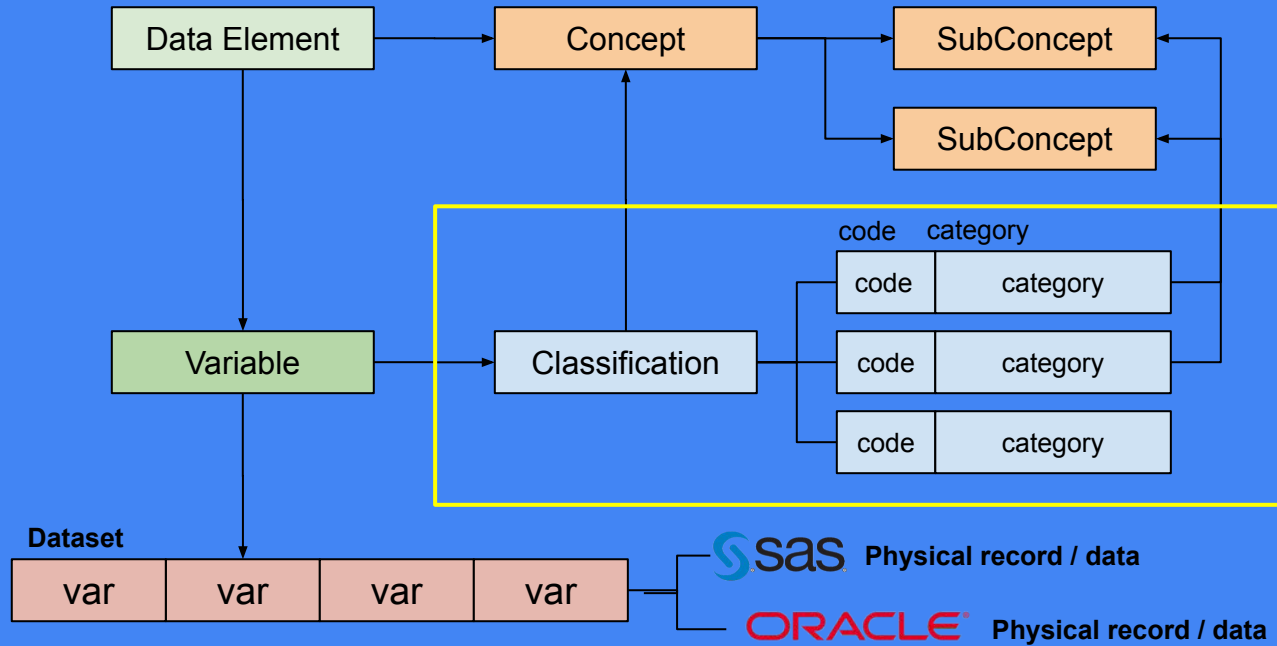 Data Element
Concept
SubConcept
SubConcept
code category
code category
Variable
Classification
code category
code category
Dataset
var var var var
sas Physical record / data
ORACLE Physical record / data